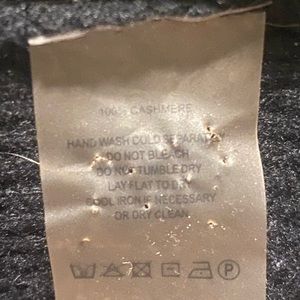 100% CASHMERE
HAND WASH COLD SEPARATELY
DO NOT BLEACH
DO NOT TUMBLE DRY
LAY FLAT TO DRY
COOL IRON IF NECESSARY
OR DRY CLEAN
P